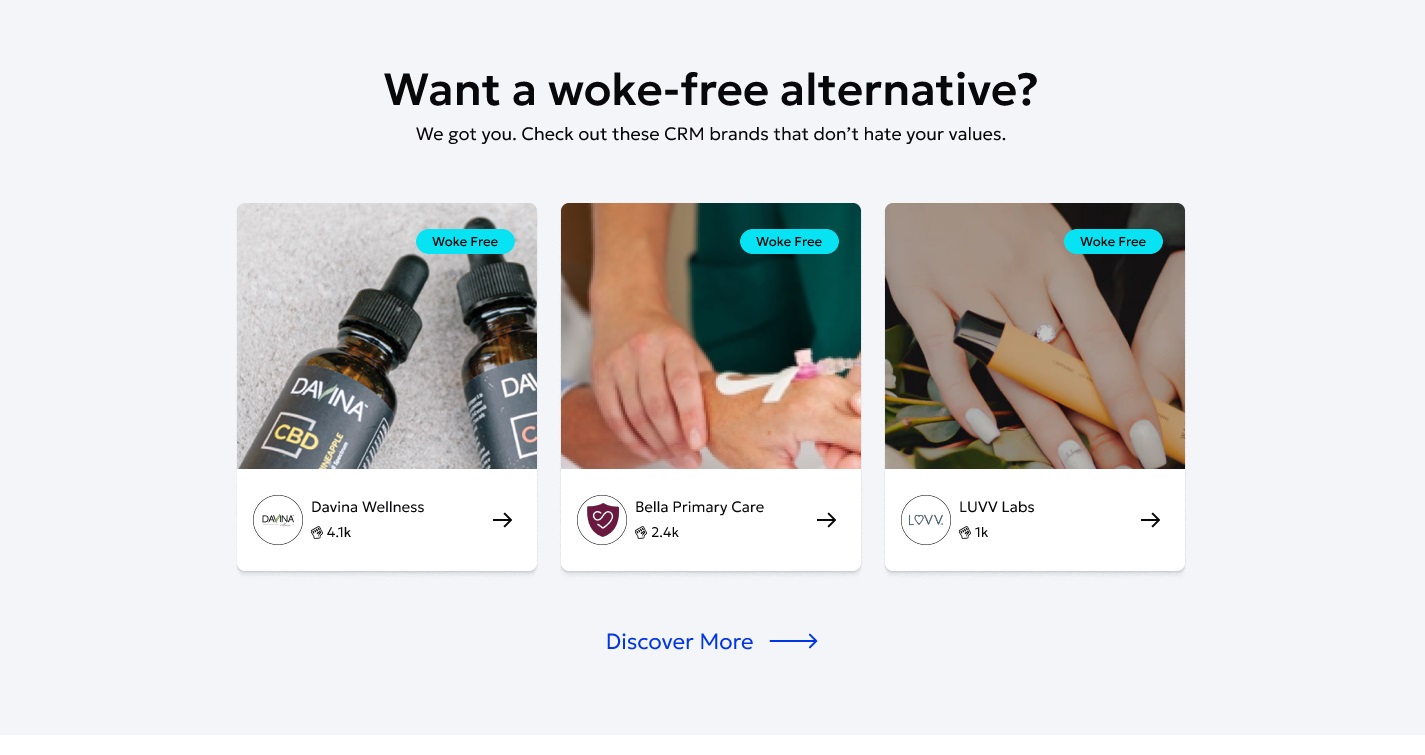 Want a woke-free alternative?
We got you. Check out these CRM brands that don’t hate your values.
Woke Free
DAVINA
CBD
DAV
C
Woke Free
Woke Free
DAVINA
Davina Wellness
4.1k
Bella Primary Care
2.4k
LUVV
LUVV Labs
1k
Discover More